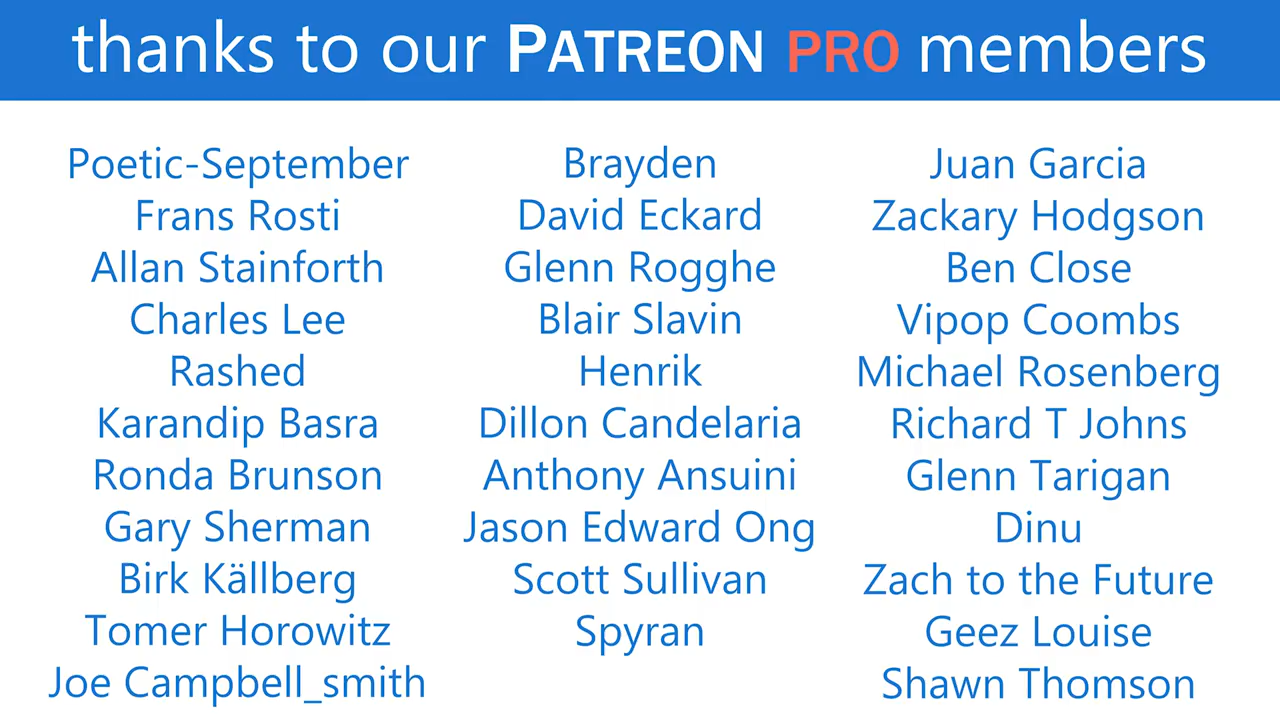 thanks to our PATREON PRO members
Poetic-September
Frans Rosti
Allan Stainforth
Charles Lee
Rashed
Karandip Basra
Ronda Brunson
Gary Sherman
Birk Källberg
Tomer Horowitz
Joe Campbell_smith
Brayden
David Eckard
Glenn Rogghe
Blair Slavin
Henrik
Dillon Candelaria
Anthony Ansuini
Jason Edward Ong
Scott Sullivan
Spyran
Juan Garcia
Zackary Hodgson
Ben Close
Vipop Coombs
Michael Rosenberg
Richard T Johns
Glenn Tarigan
Dinu
Zach to the Future
Geez Louise
Shawn Thomson